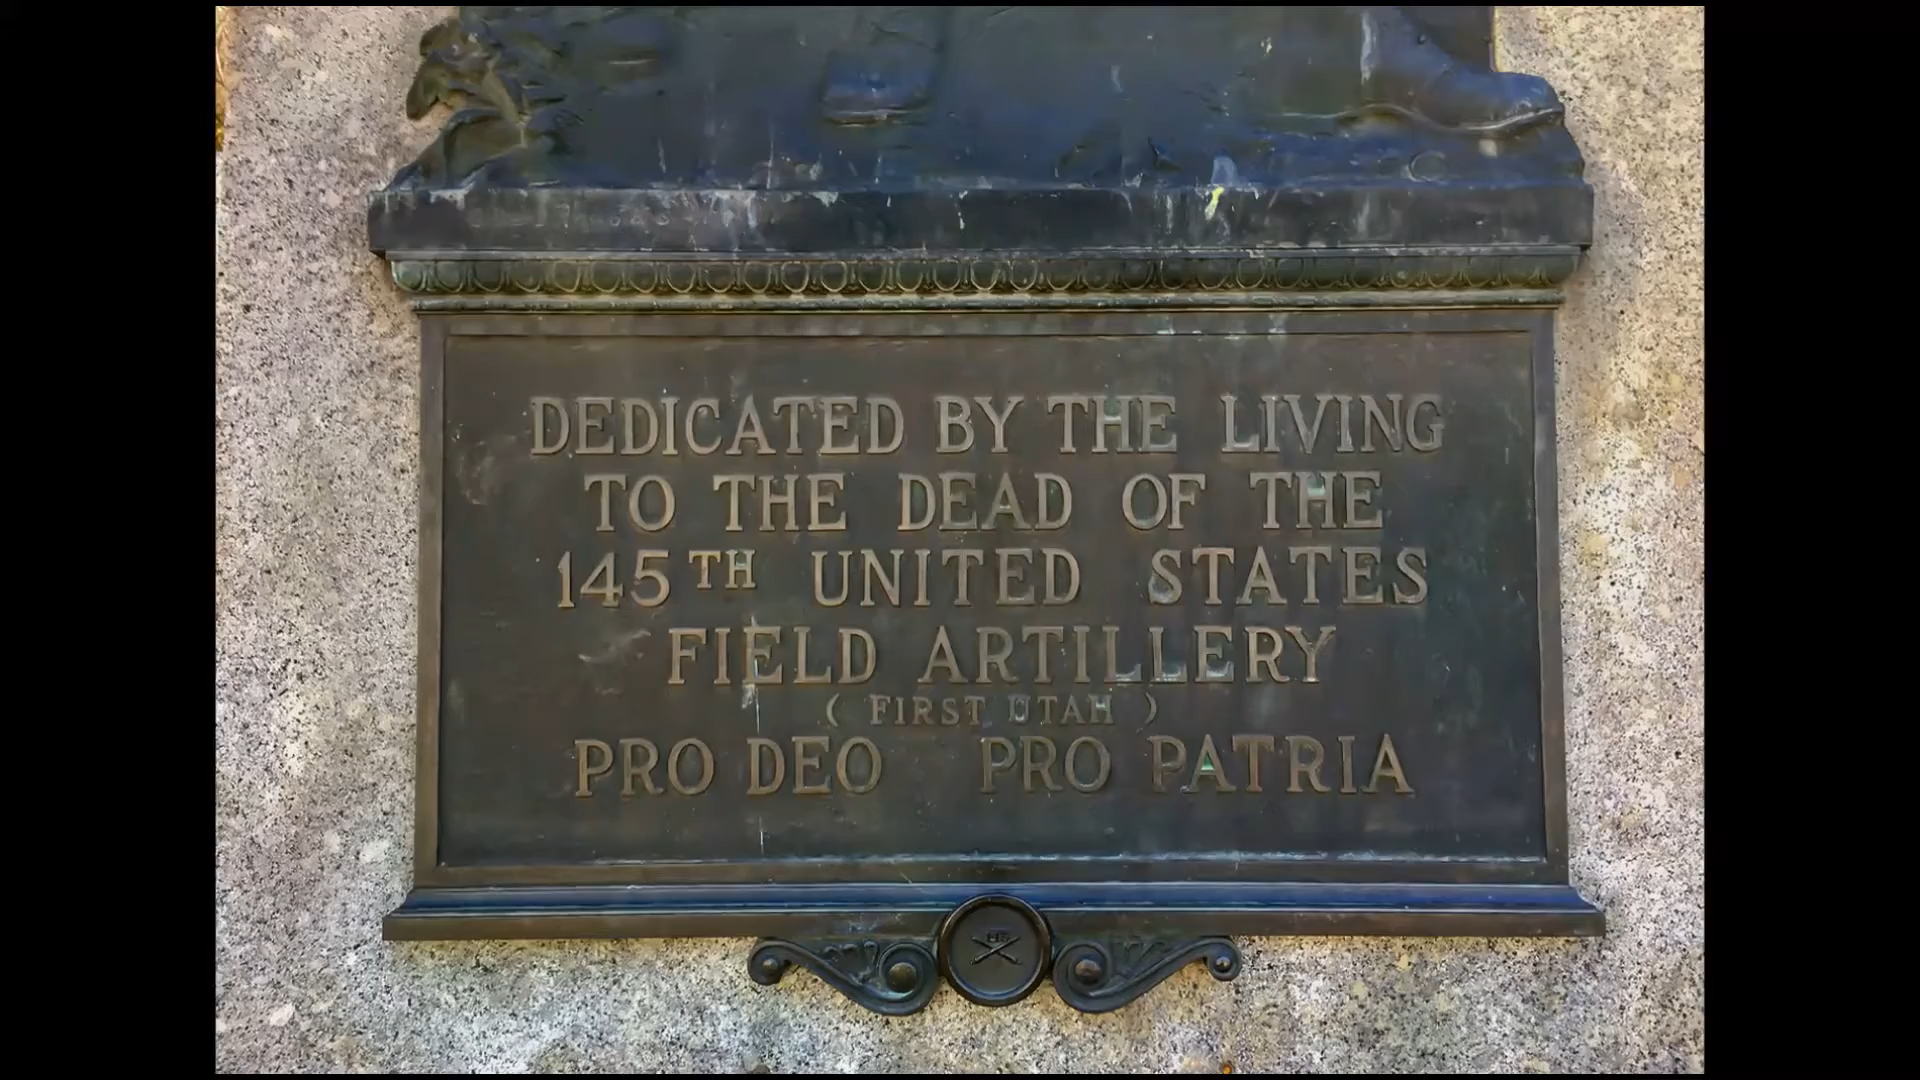 DEDICATED BY THE LIVING
TO THE DEAD OF THE
145TH UNITED STATES
FIELD ARTILLERY
( FIRST UTAH )
PRO DEO PRO PATRIA